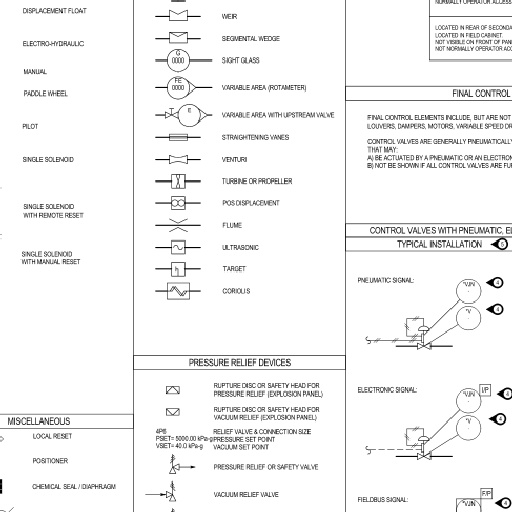 DISPLACEMENT FLOAT
ELECTRO-HYDRAULIC
MANUAL
PADDLE WHEEL
PILOT
SINGLE SOLENOID
SINGLE SOLENOID
WITH REMOTE RESET
SINGLE SOLENOID
WITH MANUAL RESET
MISCELLANEOUS
LOCAL RESET
POSITIONER
CHEMICAL SEAL / DIAPHRAGM
WEIR
SEGMENTAL WEDGE
G
0000
SIGHT GLASS
FE
0000
VARIABLE AREA (ROTAMETER)
E
VARIABLE AREA WITH UPSTREAM VALVE
STRAIGHTENING VANES
VENTURI
TURBINE OR PROPELLER
POS DISPLACEMENT
FLUME
ULTRASONIC
TARGET
CORIOLIS
PRESSURE RELIEF DEVICES
RUPTURE DISC OR SAFETY HEAD FOR
PRESSURE RELIEF (EXPLOSION PANEL)
RUPTURE DISC OR SAFETY HEAD FOR
VACUUM RELIEF (EXPLOSION PANEL)
4P6 RELIEF VALVE & CONNECTION SIZE
PSET= 5000.00 kPa-g PRESSURE SET POINT
VSET= 40.0 kPa-g VACUUM SET POINT
PRESSURE RELIEF OR SAFETY VALVE
VACUUM RELIEF VALVE
NORMALLY OPERATOR ACCESS
LOCATED IN REAR OF SECONDA
LOCATED IN FIELD CABINET.
NOT VISIBLE ON FRONT OF PAN
NOT NORMALLY OPERATOR ACC
FINAL CONTROL
FINAL CONTROL ELEMENTS INCLUDE, BUT ARE NOT
LOUVERS, DAMPERS, MOTORS, VARIABLE SPEED DR
CONTROL VALVES ARE GENERALLY PNEUMATICALLY
THAT MAY:
A) BE ACTUATED BY A PNEUMATIC OR AN ELECTRON
B) NOT BE SHOWN IF ALL CONTROL VALVES ARE FU
CONTROL VALVES WITH PNEUMATIC, EL
TYPICAL INSTALLATION
PNEUMATIC SIGNAL:
*V/N
4
*V
4
ELECTRONIC SIGNAL:
*V/N
I/P
4
*V
4
FIELDBUS SIGNAL:
*V/N
F/P